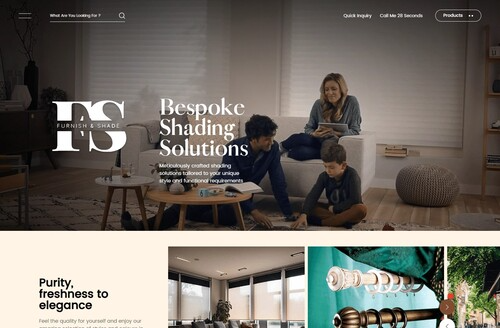 What Are You Looking For ?
Quick Inquiry
Call Me 28 Seconds
Products
FS
FURNISH & SHADE
Bespoke
Shading
Solutions
Meticulously crafted shading
solutions tailored to your unique
style and functional requirements
Purity,
freshness to
elegance
Feel the quality for yourself and enjoy our